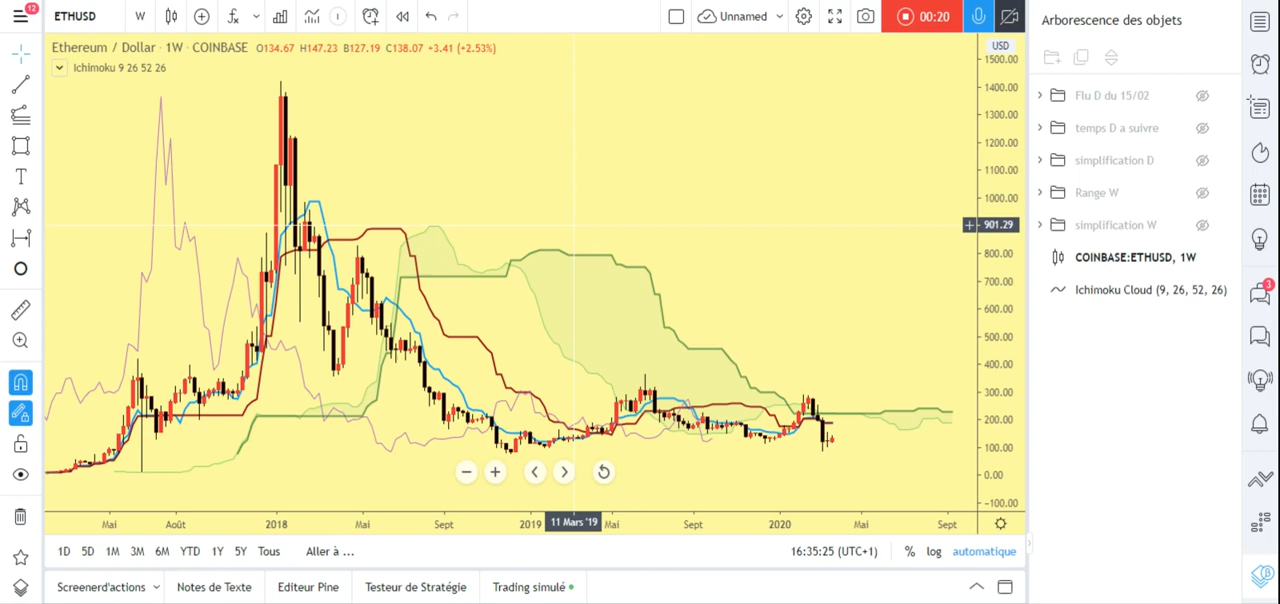 12
ETHUSD
W
Unnamed
00:20
Ethereum / Dollar · 1W · COINBASE O134.67 H147.23 B127.19 C138.07 +3.41 (+2.53%)
Ichimoku 9 26 52 26
USD
1500.00
1400.00
1300.00
1200.00
1100.00
1000.00
901.29
800.00
700.00
600.00
500.00
400.00
300.00
200.00
100.00
0.00
-100.00
Mai
Août
2018
Mai
Sept
2019
11 Mars '19
Mai
Sept
2020
Mai
Sept
1D 5D 1M 3M 6M YTD 1Y 5Y Tous Aller à ...
16:35:25 (UTC+1) % log automatique
Screenerd'actions Notes de Texte Editeur Pine Testeur de Stratégie Trading simulé
Arborescence des objets
Flu D du 15/02
temps D a suivre
simplification D
Range W
simplification W
COINBASE:ETHUSD, 1W
Ichimoku Cloud (9, 26, 52, 26)
3